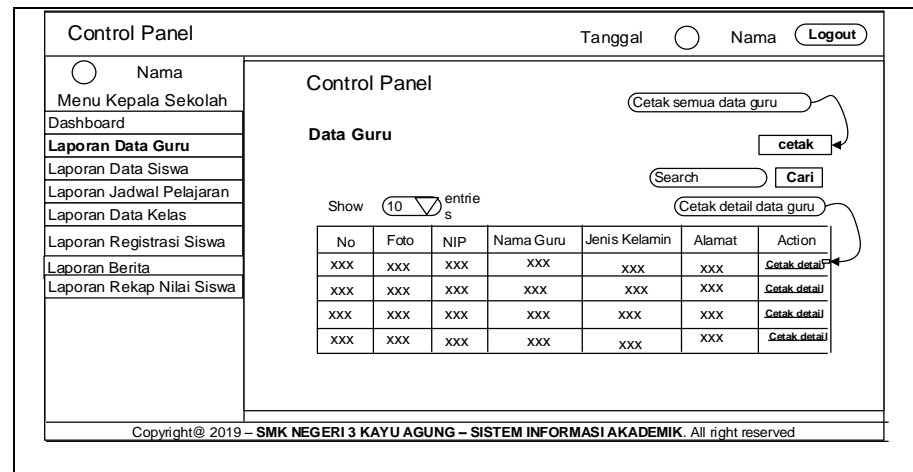 Control Panel Tanggal Nama Logout
Nama
Menu Kepala Sekolah
Dashboard
Laporan Data Guru
Laporan Data Siswa
Laporan Jadwal Pelajaran
Laporan Data Kelas
Laporan Registrasi Siswa
Laporan Berita
Laporan Rekap Nilai Siswa
Control Panel
Cetak semua data guru
Data Guru
cetak
Search Cari
Show 10 entrie
s
Cetak detail data guru
No Foto NIP Nama Guru Jenis Kelamin Alamat Action
xxx xxx xxx xxx xxx xxx Cetak detail
xxx xxx xxx xxx xxx xxx Cetak detail
xxx xxx xxx xxx xxx xxx Cetak detail
xxx xxx xxx xxx xxx xxx Cetak detail
Copyright@ 2019 – SMK NEGERI 3 KAYU AGUNG – SISTEM INFORMASI AKADEMIK. All right reserved